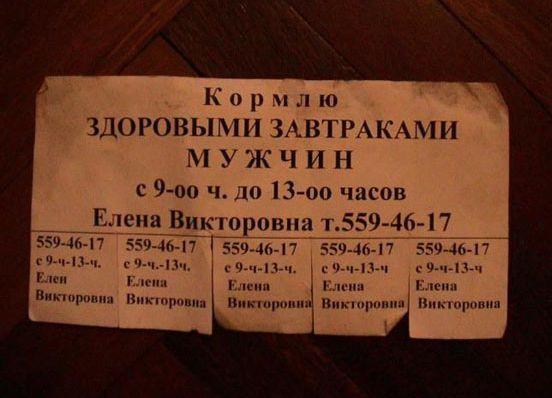 Кормлю
ЗДОРОВЫМИ ЗАВТРАКАМИ
МУЖЧИН
с 9-оо ч. до 13-оо часов
Елена Викторовна т.559-46-17
559-46-17
с 9-ч-13-ч.
Елен
Викторовна
559-46-17
с 9-ч.-13ч.
Елена
Викторовна
559-46-17
с 9-ч-13-ч.
Елена
Викторовна
559-46-17
с 9-ч-13-ч
Елена
Викторовна
559-46-17
с 9-ч-13-ч
Елена
Викторовна